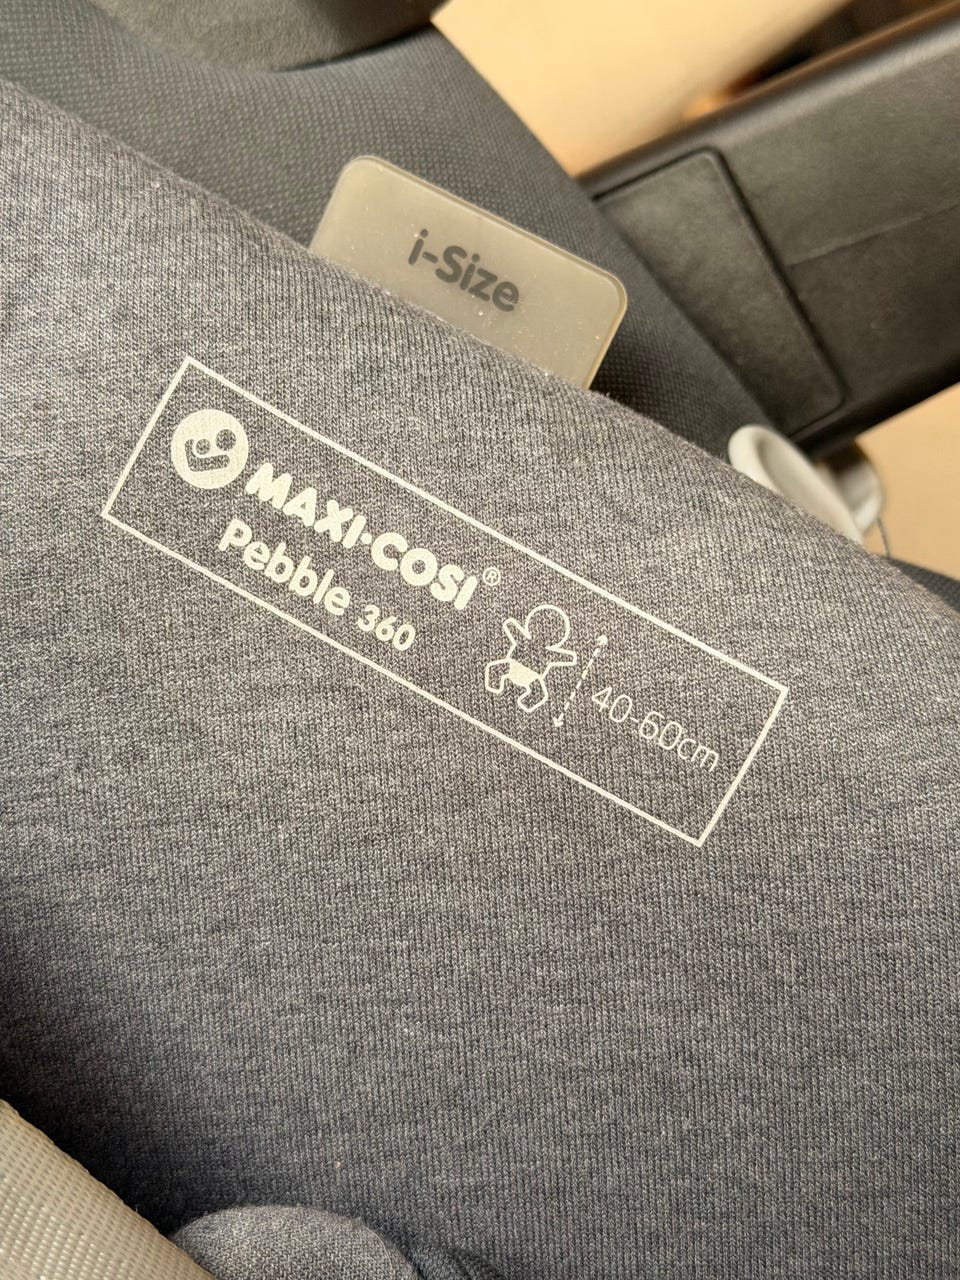 i-Size
MAXI·COSI®
Pebble 360
40-60cm